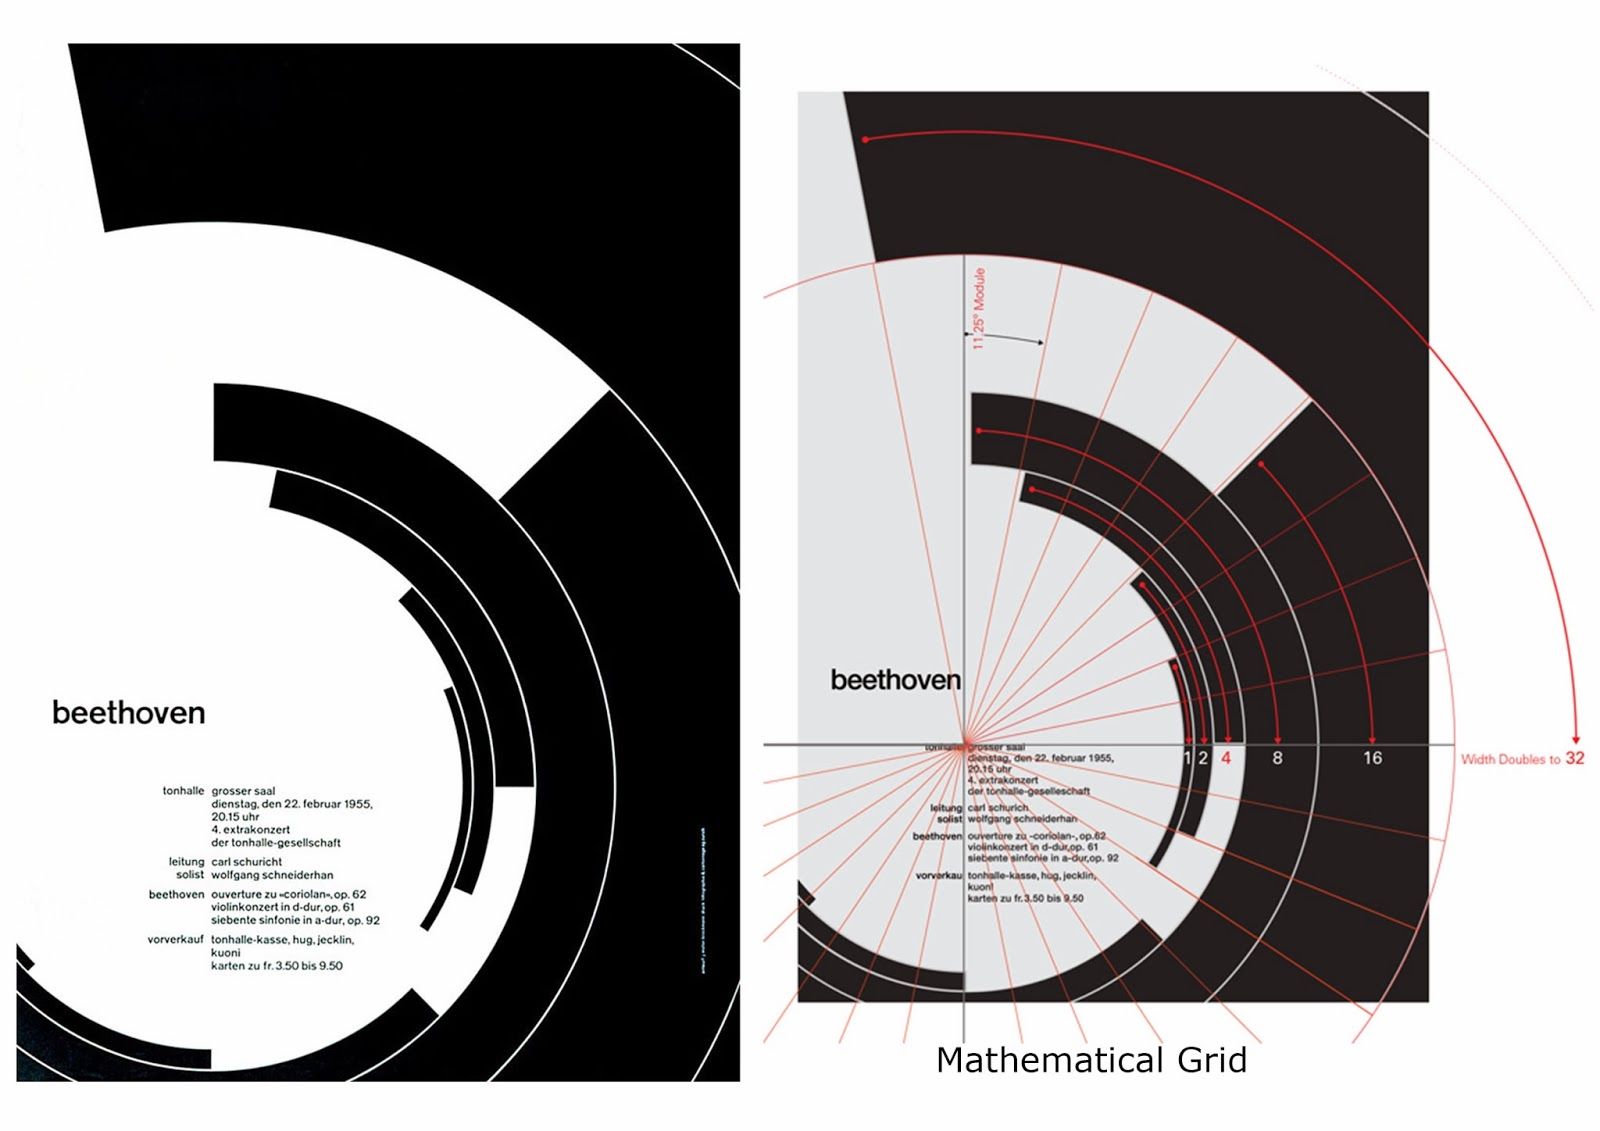 beethoven
tonhalle grosser saal
dienstag, den 22. februar 1955,
20.15 uhr
4. extrakonzert
der tonhalle-gesellschaft
leitung carl schuricht
solist wolfgang schneiderhan
beethoven ouverture zu «coriolan», op. 62
violinkonzert in d-dur, op. 61
siebente sinfonie in a-dur, op. 92
vorverkauf tonhalle-kasse, hug, jecklin,
kuoni
karten zu fr. 3.50 bis 9.50
11.25° Module
beethoven
1 2 4 8 16 Width Doubles to 32
tonhalle grosser saal
dienstag, den 22. februar 1955,
20.15 uhr
4. extrakonzert
der tonhalle-geselleschaft
leitung carl schurich
solist wolfgang schneiderhan
beethoven ouverture zu «coriolan», op.62
violinkonzert in d-dur,op. 61
siebente sinfonie in a-dur,op. 92
vorverkau tonhalle-kasse, hug, jecklin,
kuoni
karten zu fr.3.50 bis 9.50
Mathematical Grid